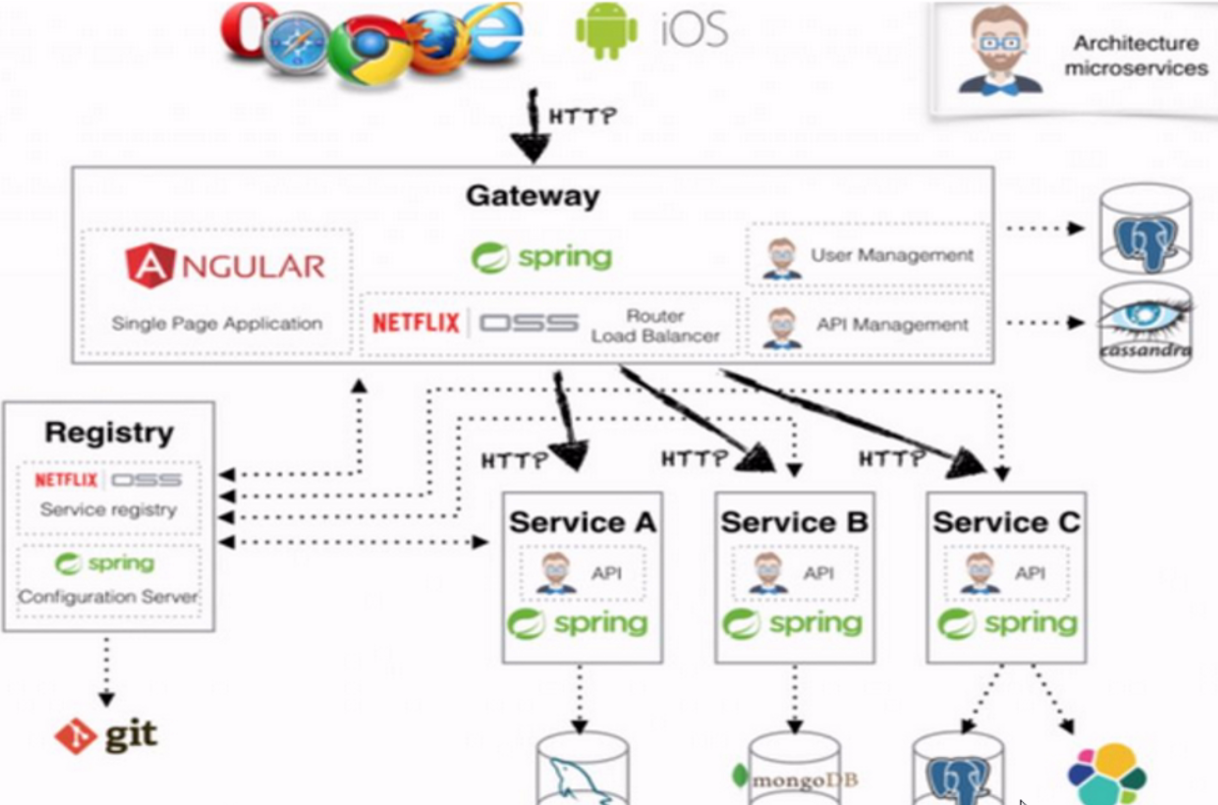 iOS
Architecture
microservices
HTTP
Gateway
ANGULAR
Single Page Application
spring
NETFLIX OSS
Router
Load Balancer
User Management
API Management
cassandra
Registry
NETFLIX OSS
Service registry
spring
Configuration Server
git
HTTP
HTTP
HTTP
Service A
API
spring
Service B
API
spring
Service C
API
spring
mongoDB